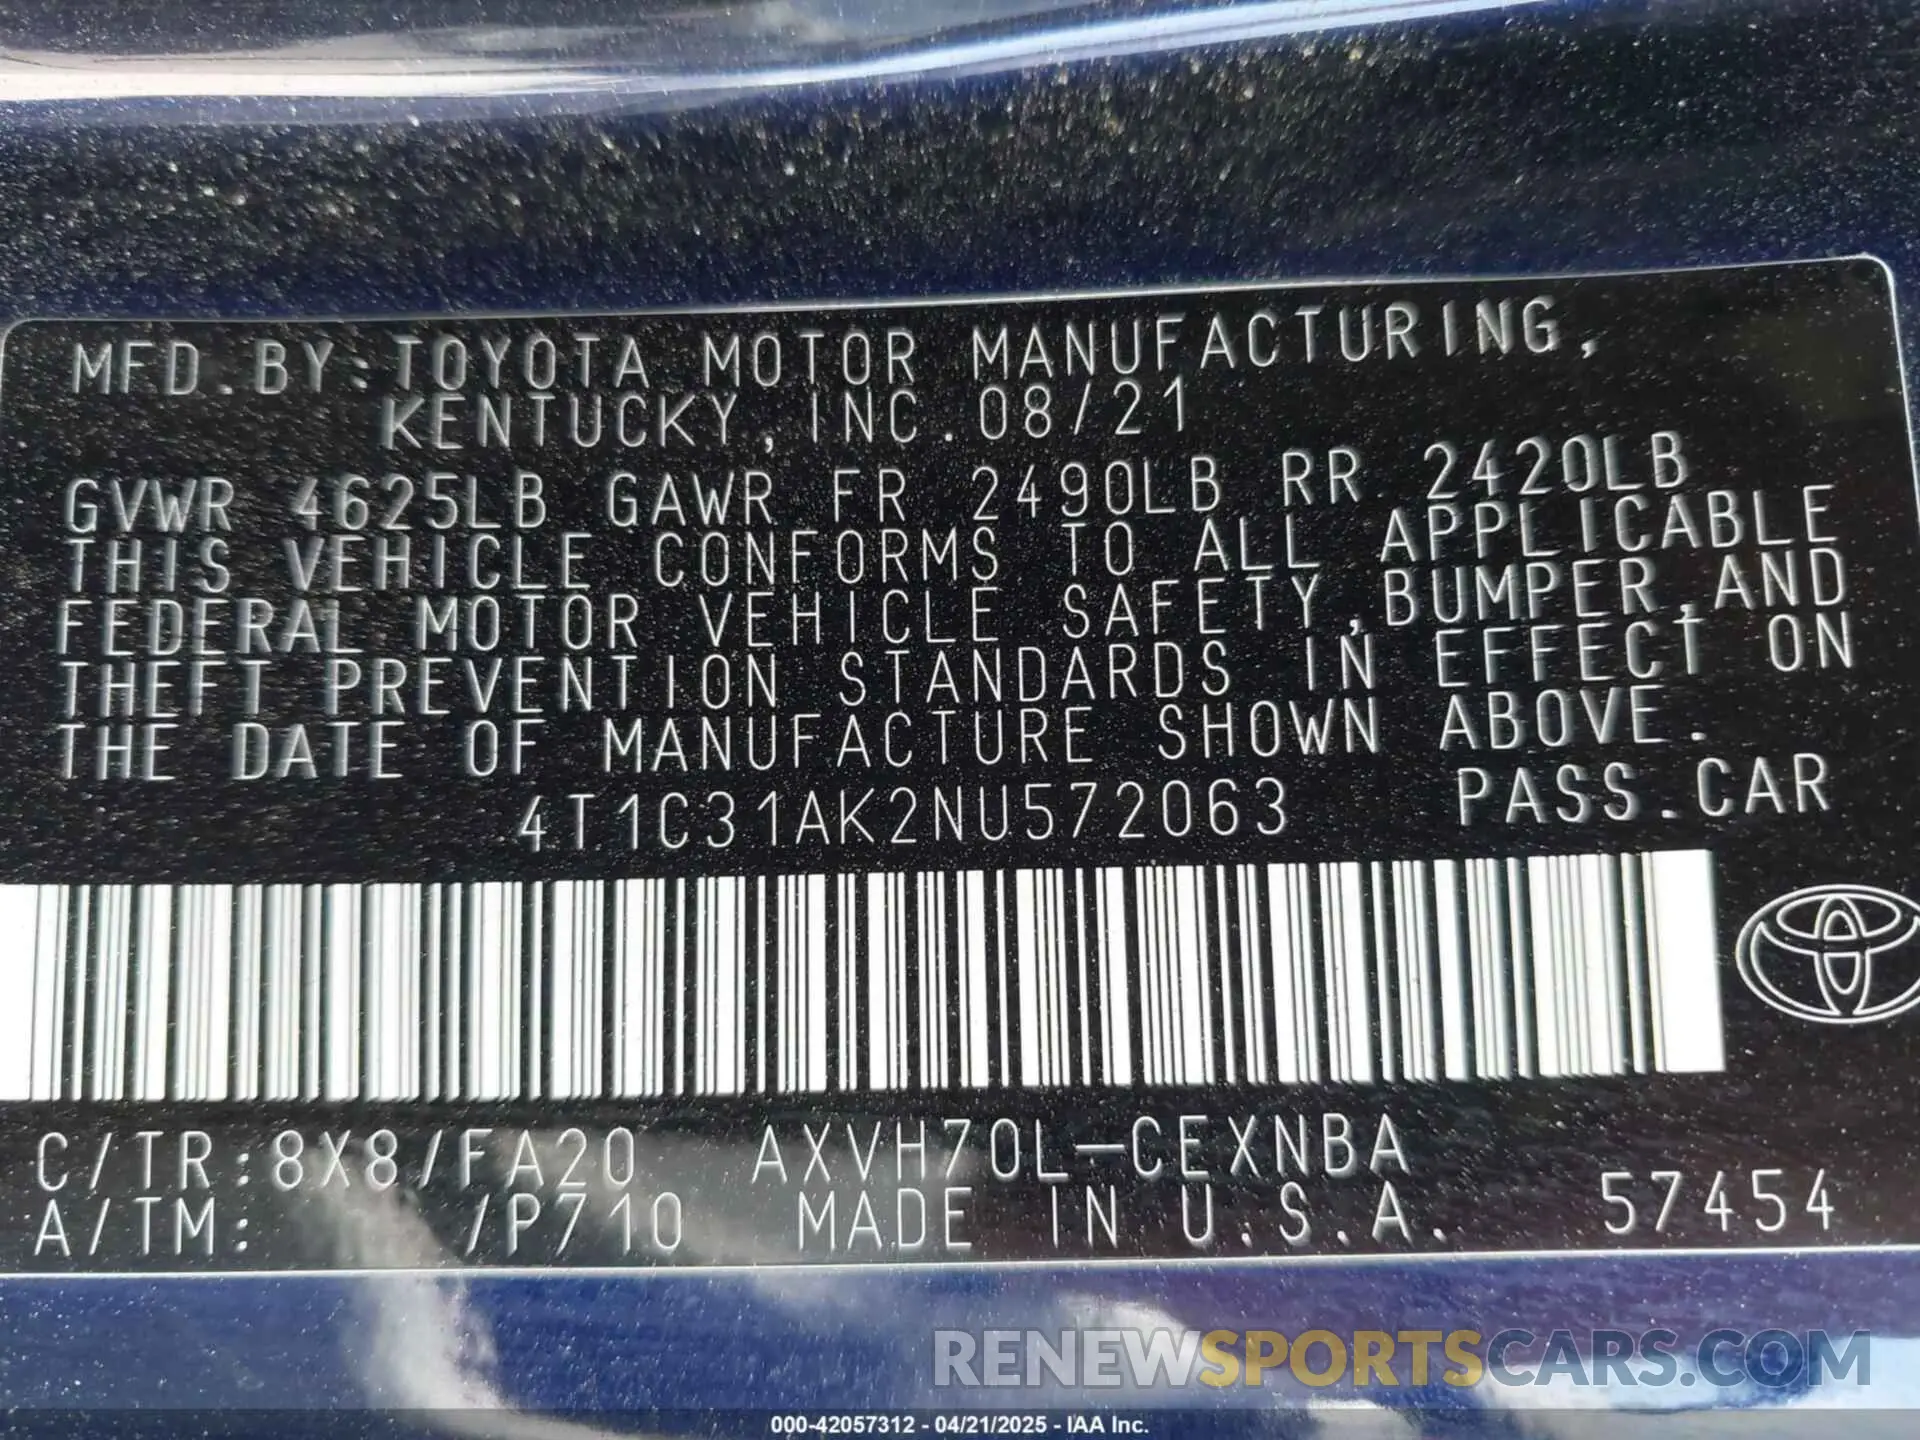 MFD.BY:TOYOTA MOTOR MANUFACTURING,
KENTUCKY,INC.08/21
GVWR 4625LB GAWR FR 2490LB RR 2420LB
THIS VEHICLE CONFORMS TO ALL APPLICABLE
FEDERAL MOTOR VEHICLE SAFETY,BUMPER,AND
THEFT PREVENTION STANDARDS IN EFFECT ON
THE DATE OF MANUFACTURE SHOWN ABOVE.
4T1C31AK2NU572063 PASS.CAR
C/TR:8X8/FA20 AXVH70L-CEXNBA
A/TM: /P710 MADE IN U.S.A. 57454
RENEWSPORTSCARS.COM
000-42057312 - 04/21/2025 - IAA Inc.